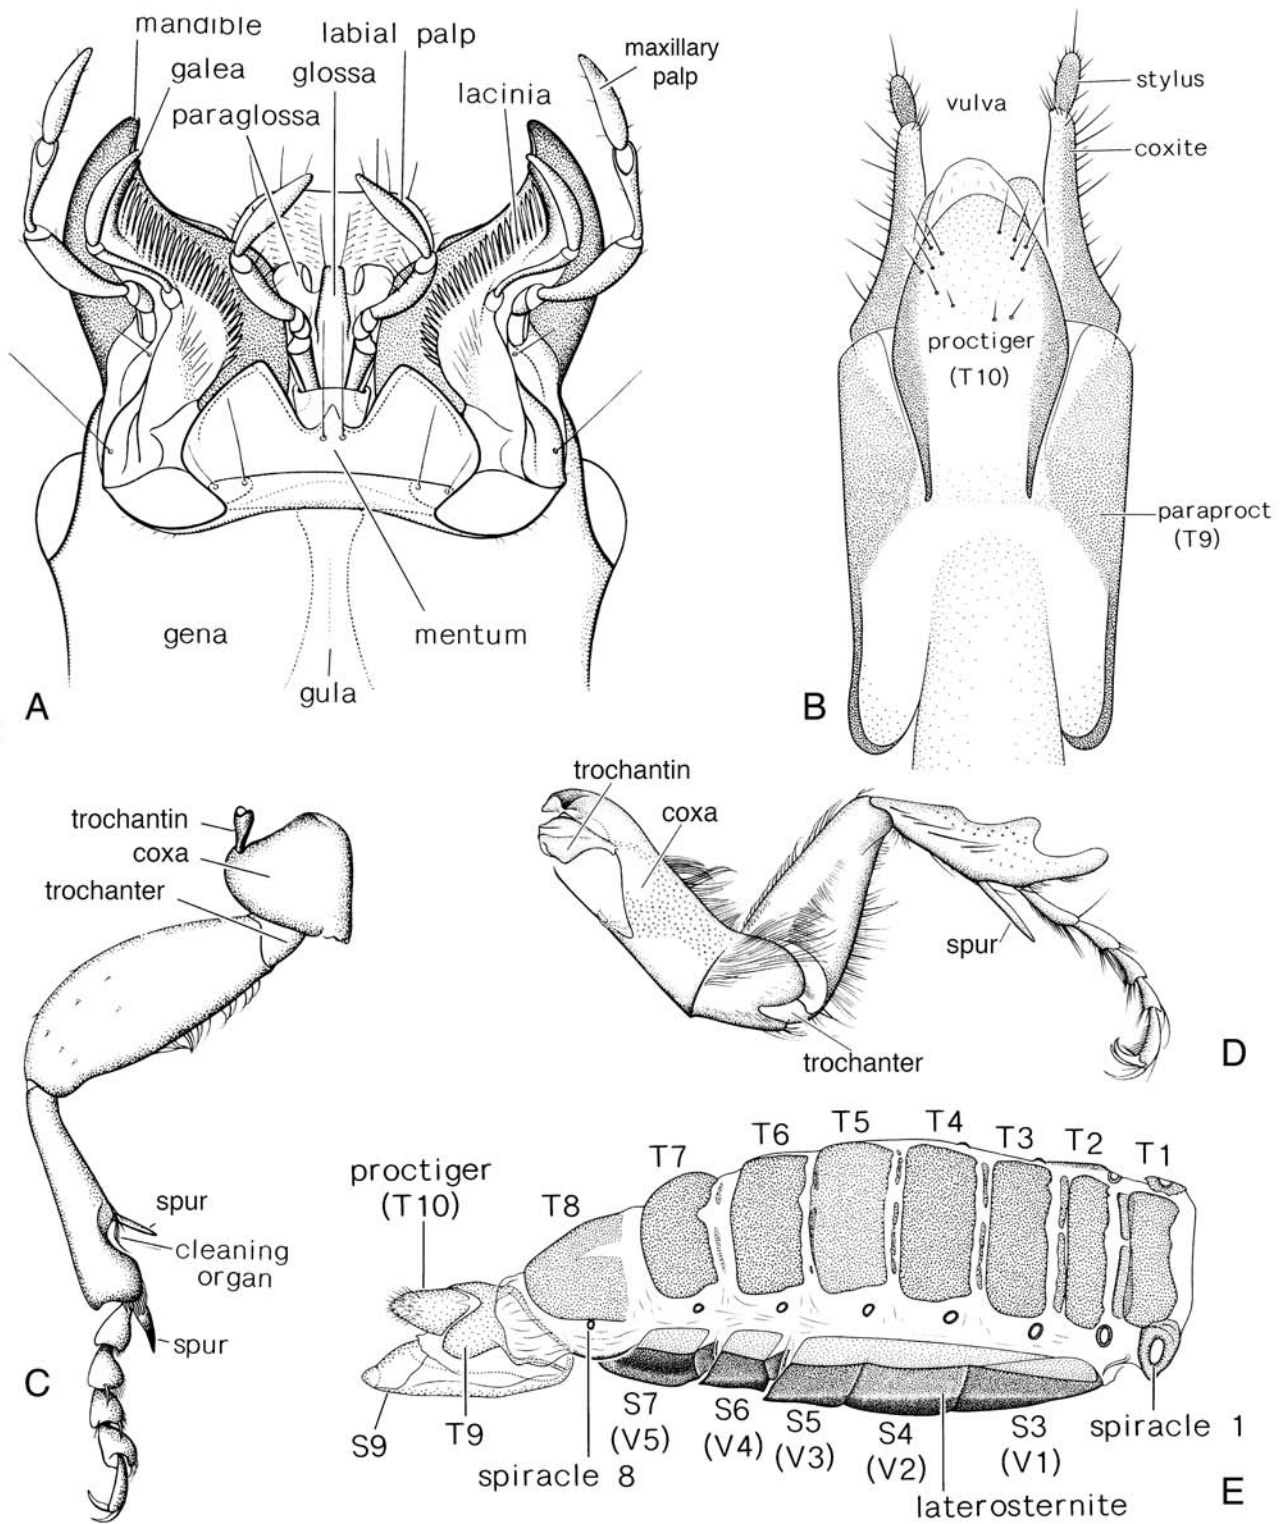 mandible
labial palp
maxillary
palp
galea
glossa
lacinia
paraglossa
gena
mentum
gula
A
stylus
vulva
coxite
proctiger
(T10)
paraproct
(T9)
B
trochantin
coxa
trochanter
spur
cleaning
organ
spur
C
trochantin
coxa
spur
trochanter
D
T1
T2
T3
T4
T5
T6
T7
T8
proctiger
(T10)
S9
T9
spiracle 8
S7
(V5)
S6
(V4)
S5
(V3)
S4
(V2)
S3
(V1)
spiracle 1
laterosternite
E